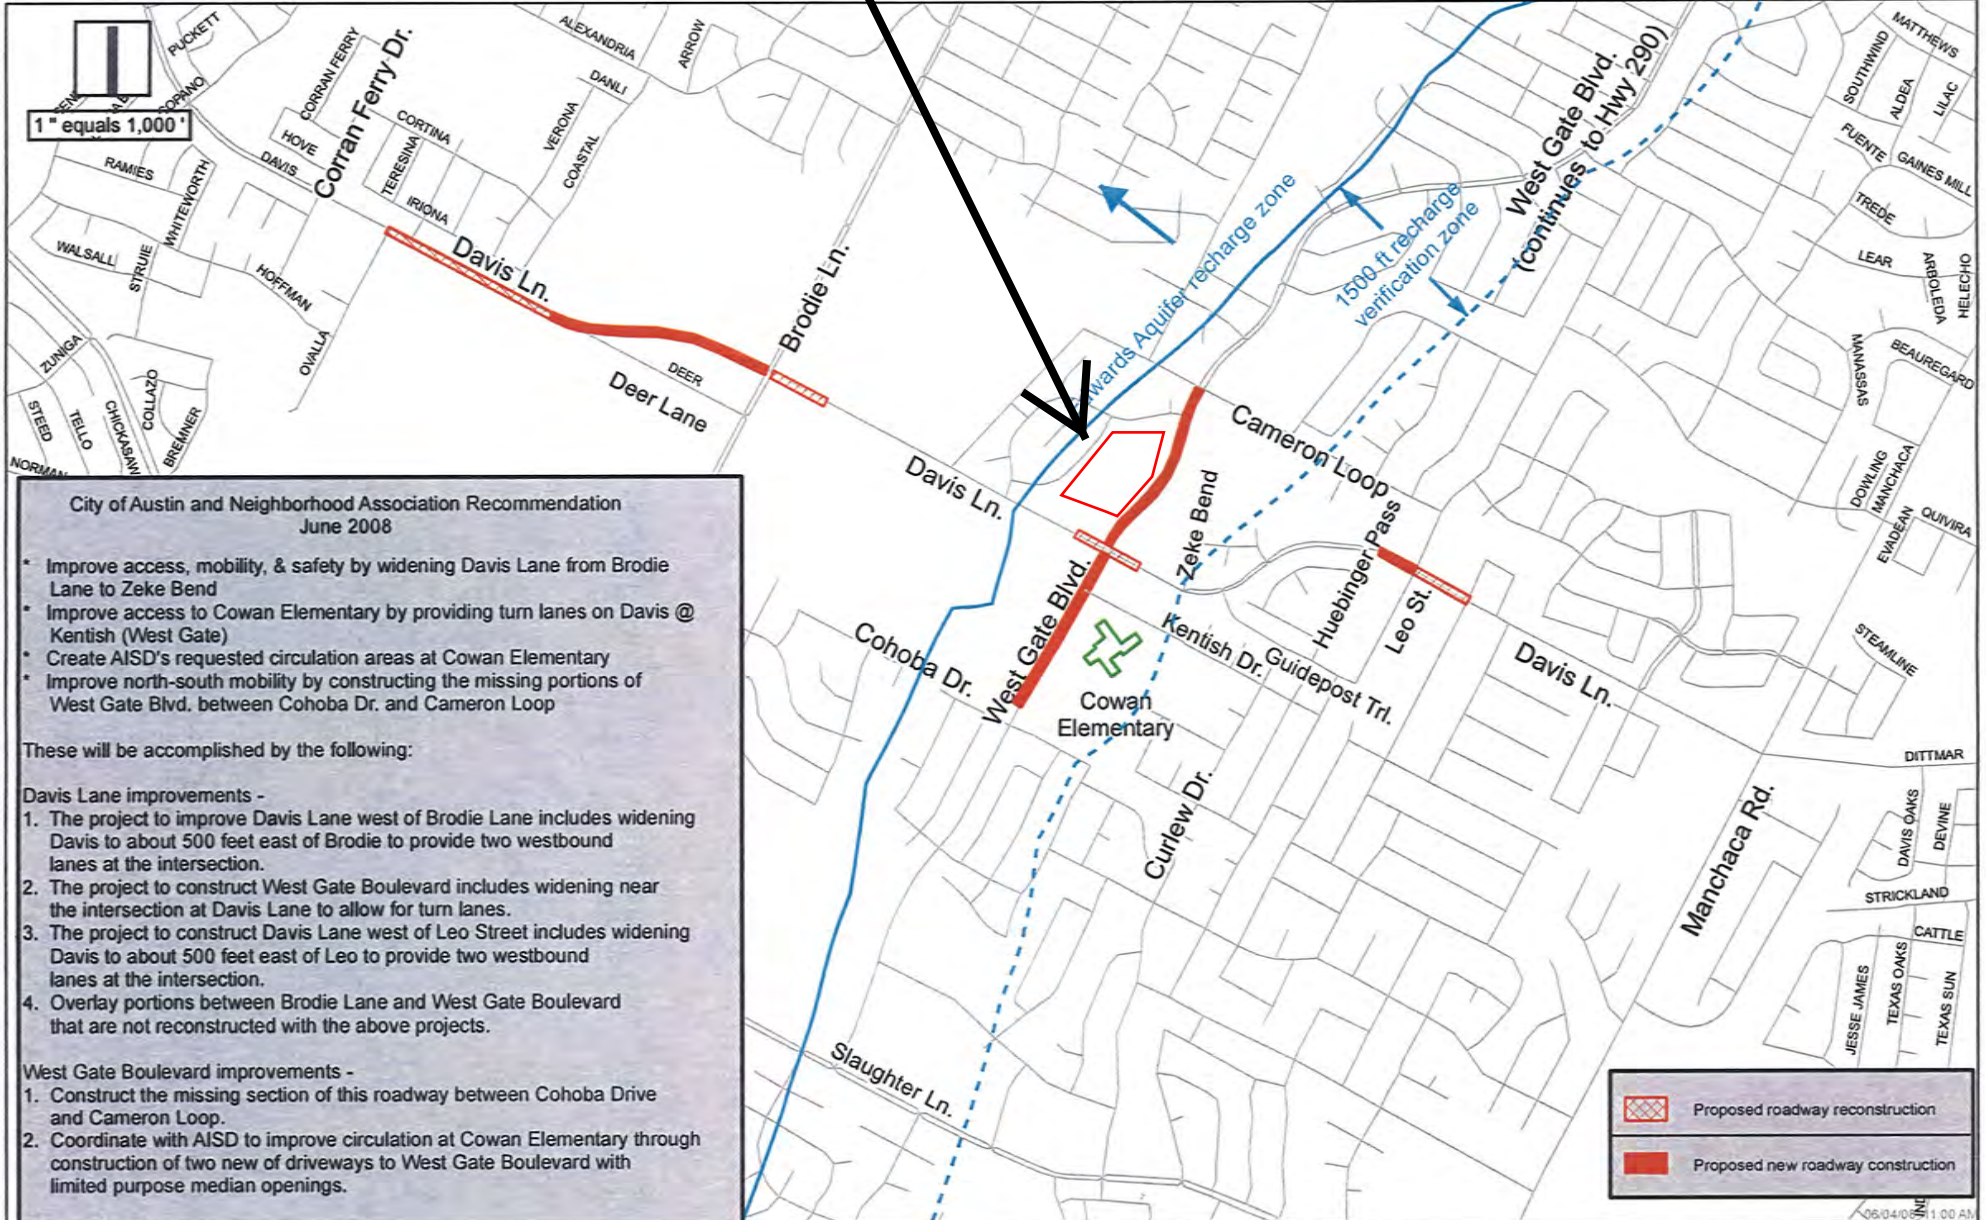 PUCKETT
COPANO
1 " equals 1,000 '
RAMIES
WHITEWORTH
WALSALL
STRUIE
HOFFMAN
ZUNIGA
OVALLA
STEED
TELLO
CHICKASAW
COLLAZO
BREMNER
NORMAN
CORRAN FERRY
Corran Ferry Dr.
HOVE
DAVIS
CORTINA
TERESINA
IRIONA
ALEXANDRIA
ARROW
DANLI
VERONA
COASTAL
Davis Ln.
Brodie Ln.
DEER
Deer Lane
Edwards Aquifer recharge zone
1500 ft recharge
verification zone
West Gate Blvd.
(continues to Hwy 290)
MATTHEWS
SOUTHWIND
ALDEA
LILAC
FUENTE
GAINES MILL
TREDE
LEAR
ARBOLEDA
HELECHO
MANASSAS
BEAUREGARD
DOWLING
MANCHACA
EVADEAN
QUIVIRA
Davis Ln.
Cameron Loop
Zeke Bend
Huebinger Pass
Leo St.
West Gate Blvd.
Cohoba Dr.
Kentish Dr.
Guidepost Trl.
Davis Ln.
Cowan
Elementary
Curlew Dr.
Manchaca Rd.
Slaughter Ln.
STEAMLINE
DITTMAR
DAVIS OAKS
DEVINE
STRICKLAND
CATTLE
JESSE JAMES
TEXAS OAKS
TEXAS SUN
City of Austin and Neighborhood Association Recommendation
June 2008
* Improve access, mobility, & safety by widening Davis Lane from Brodie
Lane to Zeke Bend
* Improve access to Cowan Elementary by providing turn lanes on Davis @
Kentish (West Gate)
* Create AISD's requested circulation areas at Cowan Elementary
* Improve north-south mobility by constructing the missing portions of
West Gate Blvd. between Cohoba Dr. and Cameron Loop
These will be accomplished by the following:
Davis Lane improvements -
1. The project to improve Davis Lane west of Brodie Lane includes widening
Davis to about 500 feet east of Brodie to provide two westbound
lanes at the intersection.
2. The project to construct West Gate Boulevard includes widening near
the intersection at Davis Lane to allow for turn lanes.
3. The project to construct Davis Lane west of Leo Street includes widening
Davis to about 500 feet east of Leo to provide two westbound
lanes at the intersection.
4. Overlay portions between Brodie Lane and West Gate Boulevard
that are not reconstructed with the above projects.
West Gate Boulevard improvements -
1. Construct the missing section of this roadway between Cohoba Drive
and Cameron Loop.
2. Coordinate with AISD to improve circulation at Cowan Elementary through
construction of two new of driveways to West Gate Boulevard with
limited purpose median openings.
Proposed roadway reconstruction
Proposed new roadway construction